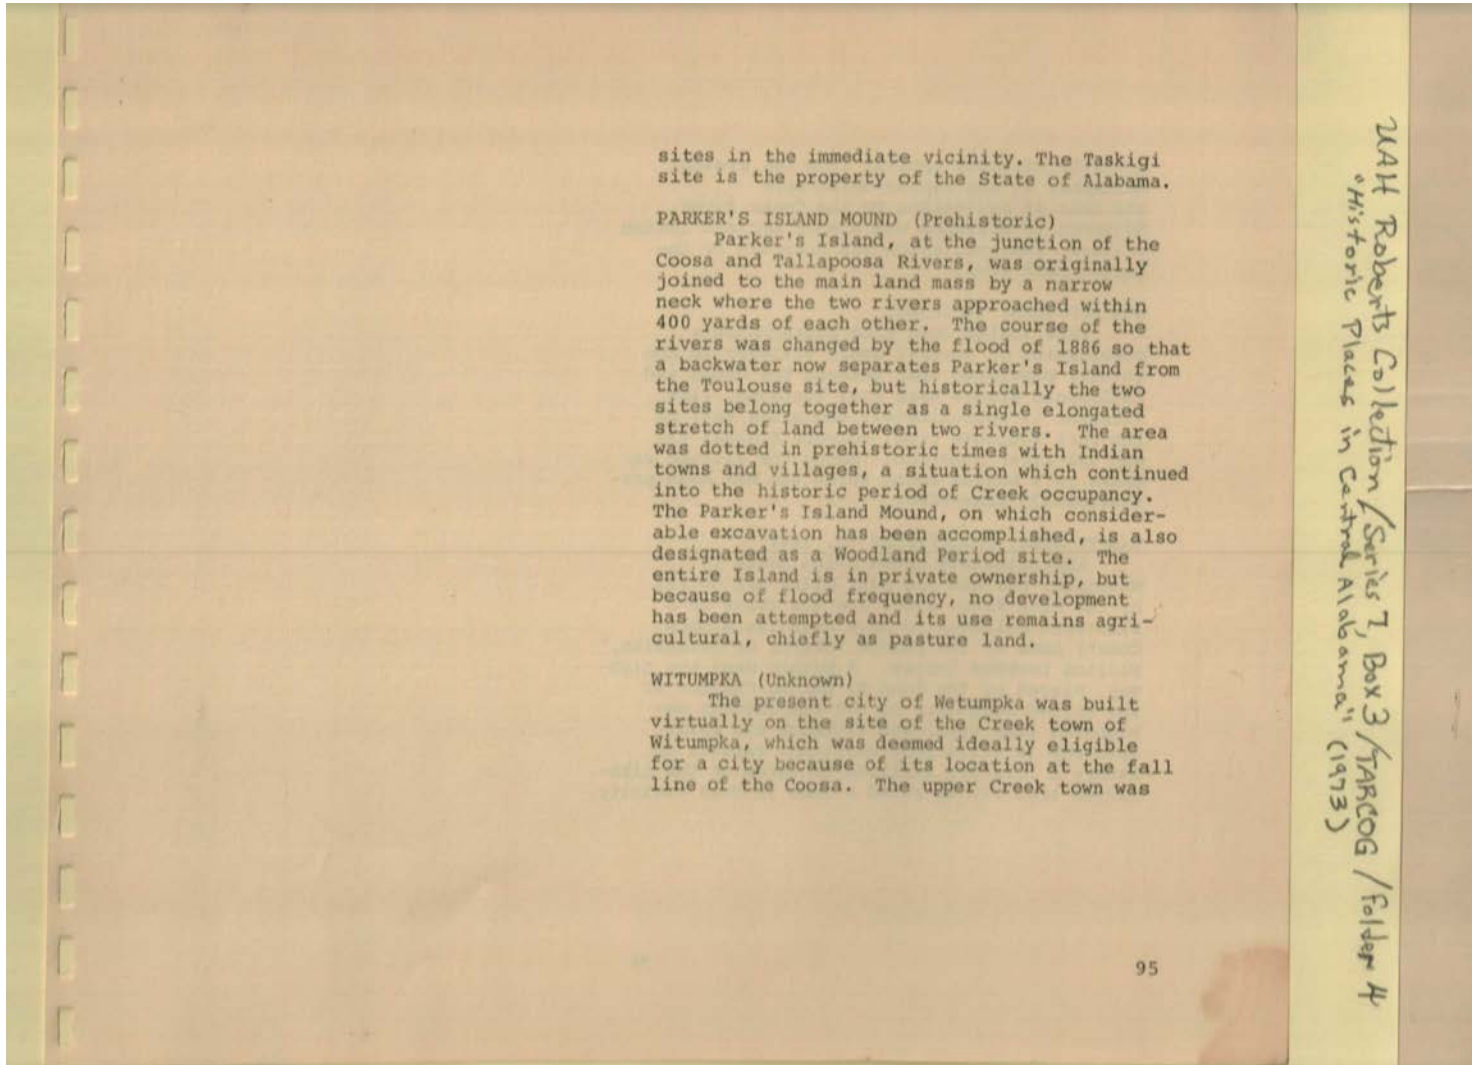 sites in the immediate vicinity. The Taskigi
site is the property of the State of Alabama.
PARKER'S ISLAND MOUND (Prehistoric)
Parker's Island, at the junction of the
Coosa and Tallapoosa Rivers, was originally
joined to the main land mass by a narrow
neck where the two rivers approached within
400 yards of each other. The course of the
rivers was changed by the flood of 1886 so that
a backwater now separates Parker's Island from
the Toulouse site, but historically the two
sites belong together as a single elongated
stretch of land between two rivers. The area
was dotted in prehistoric times with Indian
towns and villages, a situation which continued
into the historic period of Creek occupancy.
The Parker's Island Mound, on which consider-
able excavation has been accomplished, is also
designated as a Woodland Period site. The
entire Island is in private ownership, but
because of flood frequency, no development
has been attempted and its use remains agri-
cultural, chiefly as pasture land.
WITUMPKA (Unknown)
The present city of Wetumpka was built
virtually on the site of the Creek town of
Witumpka, which was deemed ideally eligible
for a city because of its location at the fall
line of the Coosa. The upper Creek town was
95
UAH Roberts Collection/Series 7, Box 3/TARCOG/Folder 4
"Historic Places in Central Alabama" (1973)